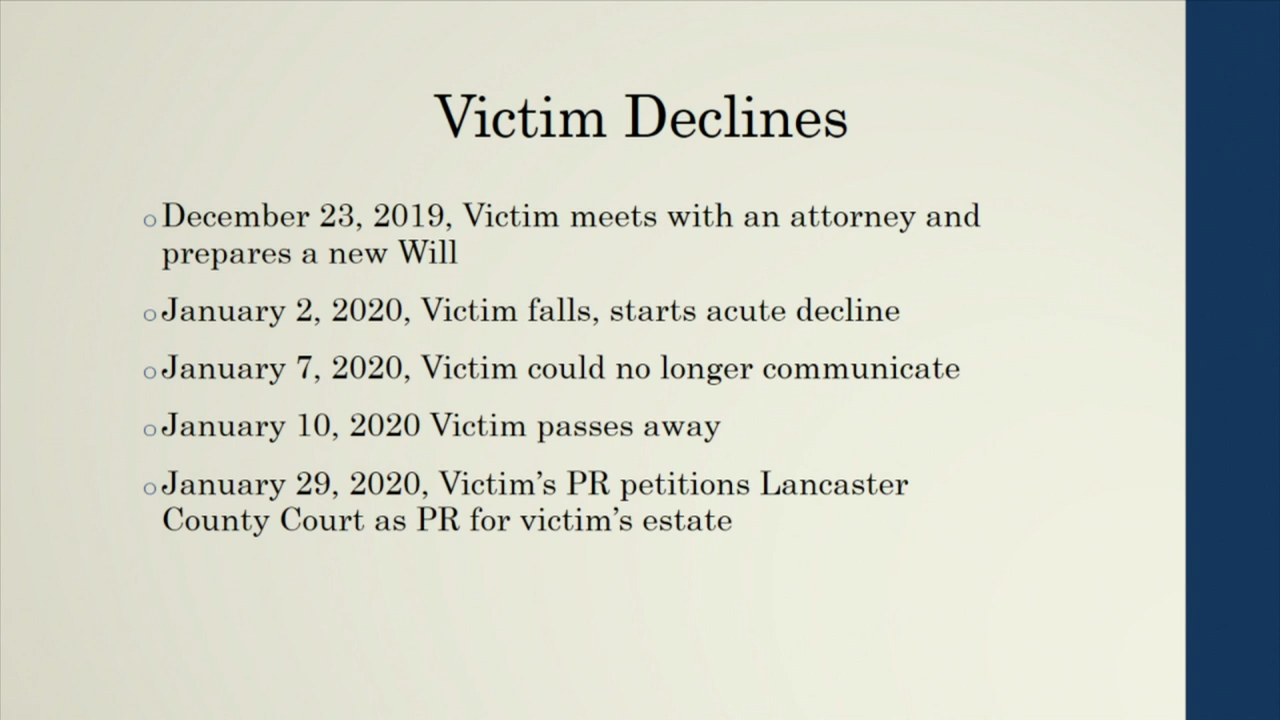 Victim Declines
December 23, 2019, Victim meets with an attorney and
prepares a new Will
January 2, 2020, Victim falls, starts acute decline
January 7, 2020, Victim could no longer communicate
January 10, 2020 Victim passes away
January 29, 2020, Victim's PR petitions Lancaster
County Court as PR for victim's estate